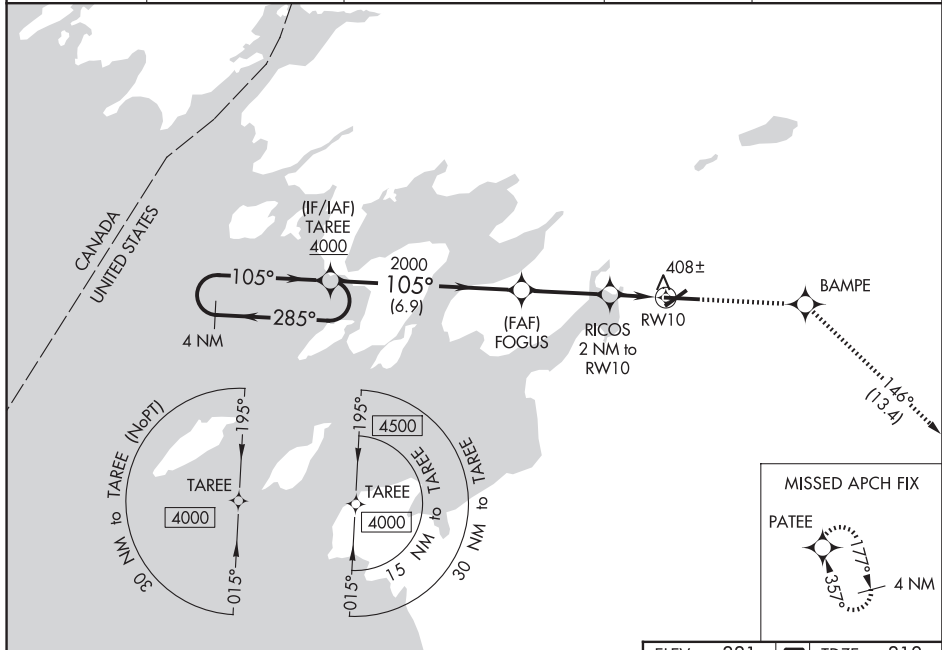 CANADA
UNITED STATES
(IF/IAF)
TAREE
4000
105°
285°
4 NM
2000
105°
(6.9)
(FAF)
FOGUS
RICOS
2 NM to
RW10
408±
RW10
BAMPE
146°
(13.4)
30 NM to TAREE (NoPT)
195°
TAREE
4000
015°
195°
4500
TAREE
4000
15 NM to TAREE
30 NM to TAREE
015°
MISSED APCH FIX
PATEE
177°
357°
4 NM